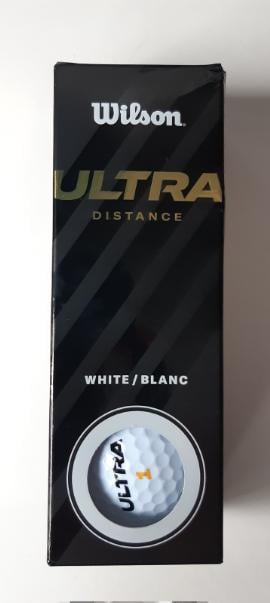 Wilson.
ULTRA
DISTANCE
WHITE / BLANC
ULTRA.
1